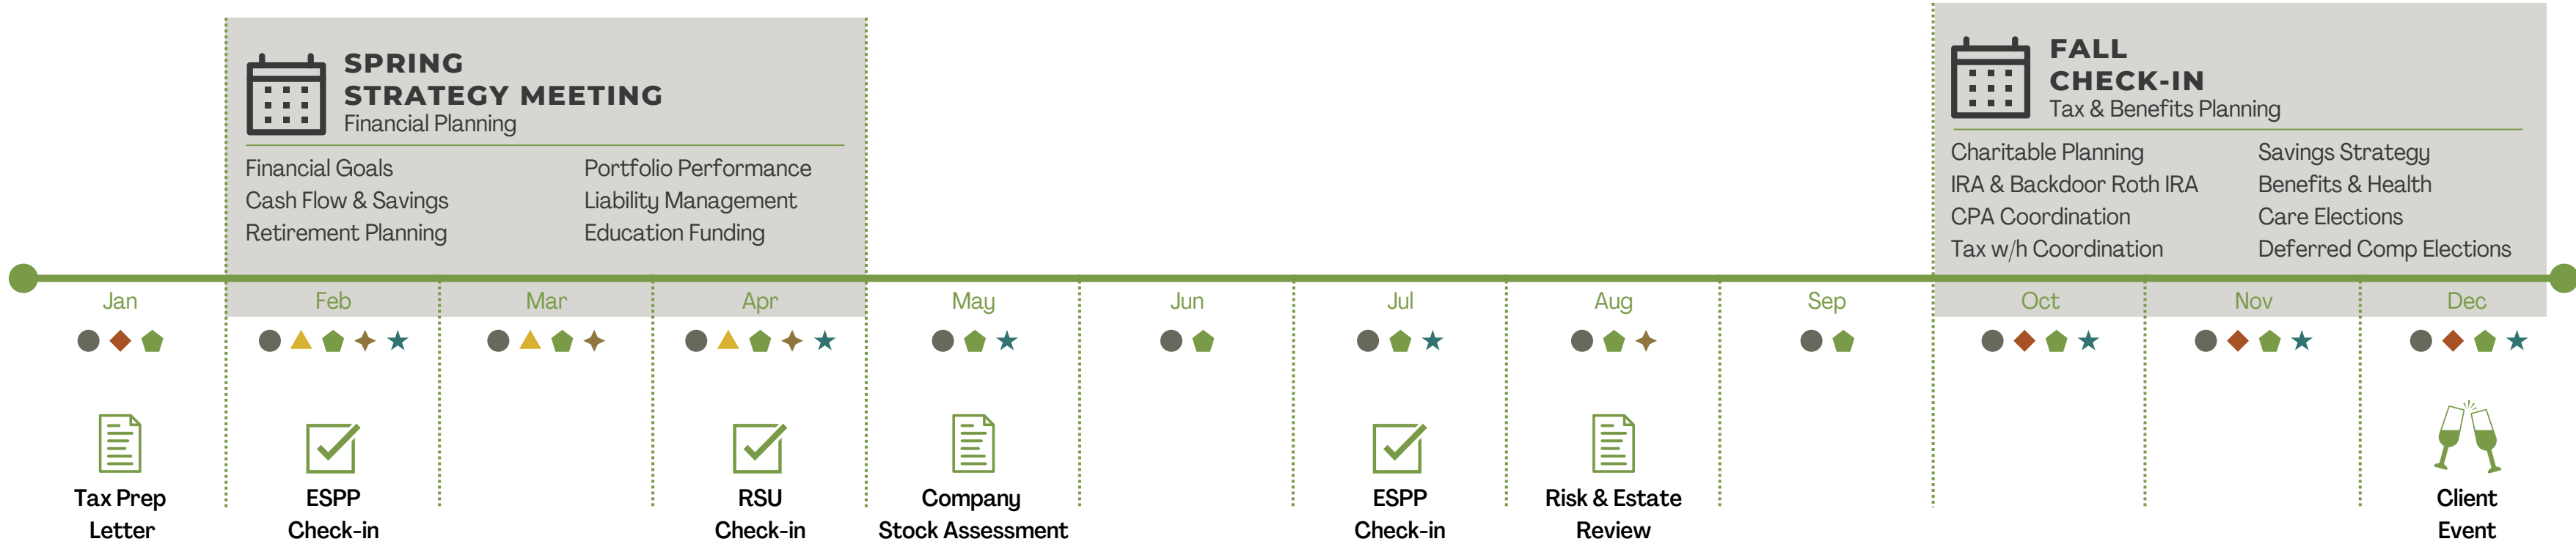 SPRING
STRATEGY MEETING
Financial Planning
Financial Goals
Cash Flow & Savings
Retirement Planning
Portfolio Performance
Liability Management
Education Funding
FALL
CHECK-IN
Tax & Benefits Planning
Charitable Planning
IRA & Backdoor Roth IRA
CPA Coordination
Tax w/h Coordination
Savings Strategy
Benefits & Health
Care Elections
Deferred Comp Elections
Jan
Feb
Mar
Apr
May
Jun
Jul
Aug
Sep
Oct
Nov
Dec
Tax Prep
Letter
ESPP
Check-in
RSU
Check-in
Company
Stock Assessment
ESPP
Check-in
Risk & Estate
Review
Client
Event